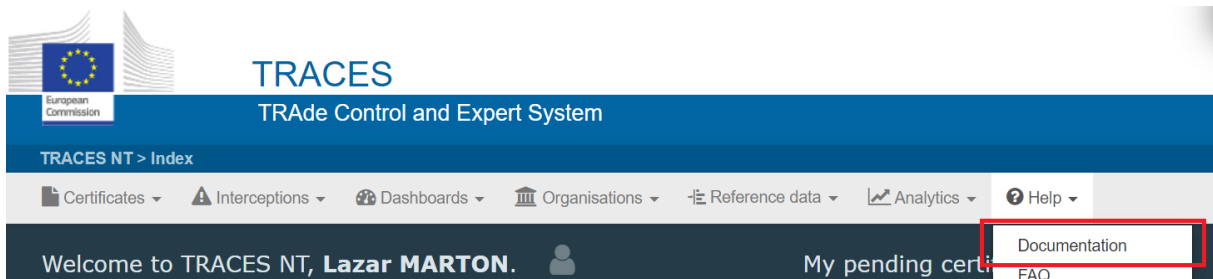 TRACES
European
Commission
TRAde Control and Expert System
TRACES NT > Index
Certificates Interceptions Dashboards Organisations Reference data Analytics Help
Documentation
Welcome to TRACES NT, Lazar MARTON. My pending certi
FAQ